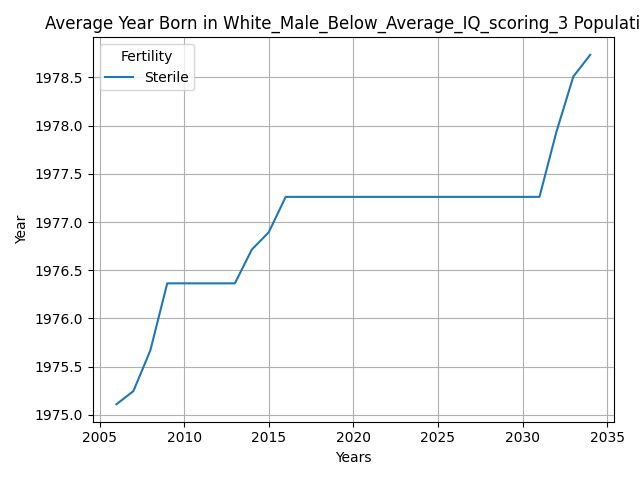 Average Year Born in White_Male_Below_Average_IQ_scoring_3 Populati
Fertility
Sterile
1978.5
1978.0
1977.5
1977.0
1976.5
1976.0
1975.5
1975.0
Year
2005 2010 2015 2020 2025 2030 2035
Years